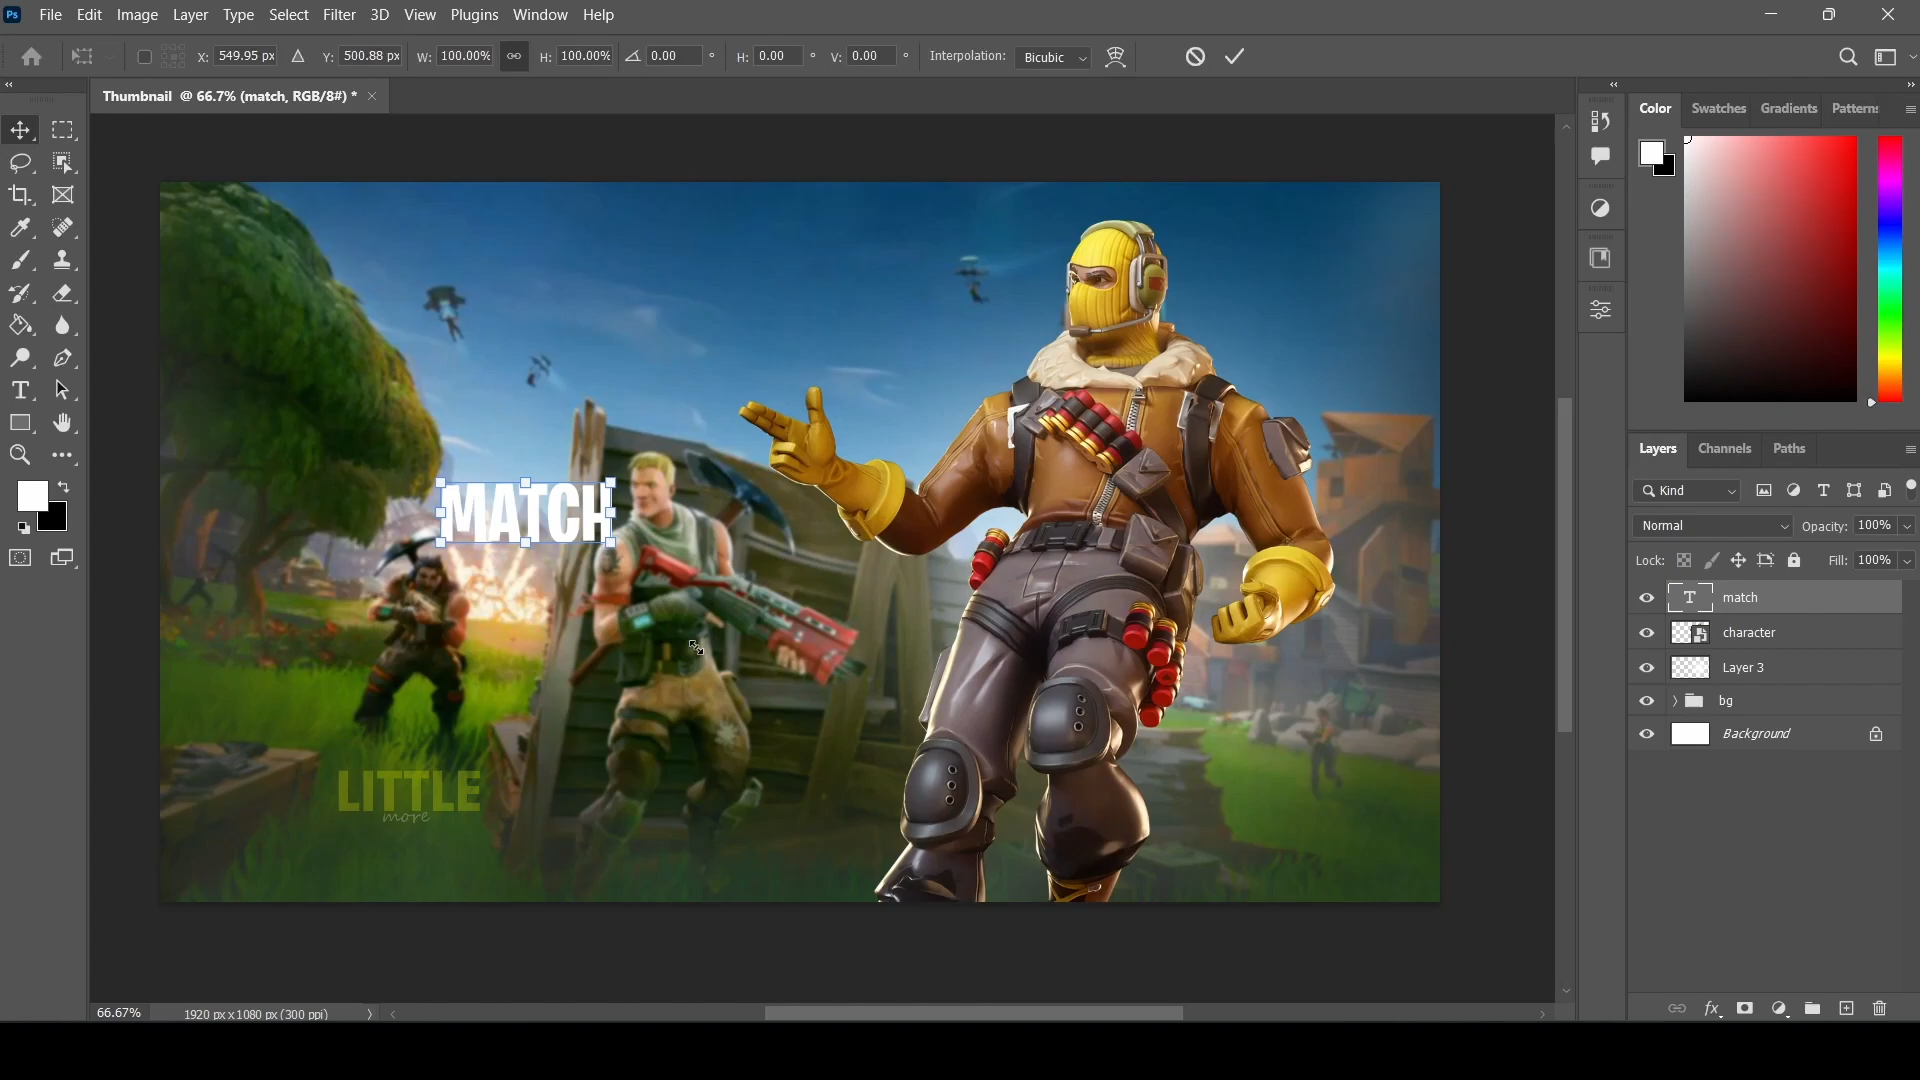 Ps File Edit Image Layer Type Select Filter 3D View Plugins Window Help
X: 549.95 px Y: 500.88 px W: 100.00% H: 100.00% 0.00 ° H: 0.00 ° V: 0.00 ° Interpolation: Bicubic
Thumbnail @ 66.7% (match, RGB/8#) *
Color Swatches Gradients Patterns
MATCH
LITTLE
more
Layers Channels Paths
Kind
Normal Opacity: 100%
Lock: Fill: 100%
T match
character
Layer 3
bg
Background
fx
66.67% 1920 px x 1080 px (300 ppi)